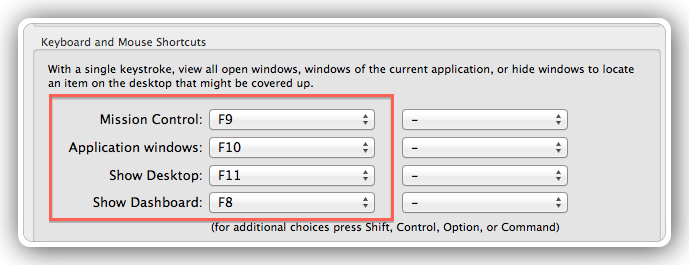 Keyboard and Mouse Shortcuts
With a single keystroke, view all open windows, windows of the current application, or hide windows to locate
an item on the desktop that might be covered up.
Mission Control: F9 –
Application windows: F10 –
Show Desktop: F11 –
Show Dashboard: F8 –
(for additional choices press Shift, Control, Option, or Command)